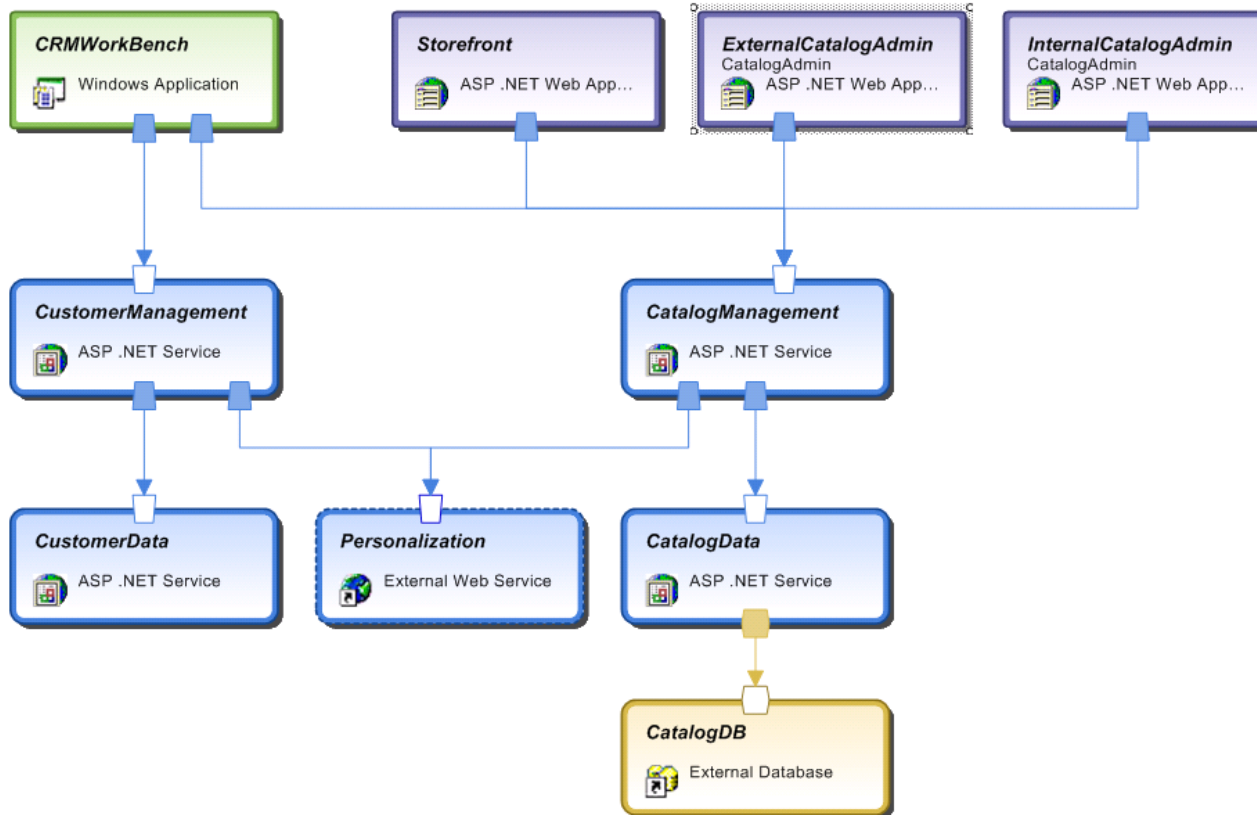 CRMWorkBench
Windows Application
Storefront
ASP .NET Web App...
ExternalCatalogAdmin
CatalogAdmin
ASP .NET Web App...
InternalCatalogAdmin
CatalogAdmin
ASP .NET Web App...
CustomerManagement
ASP .NET Service
CatalogManagement
ASP .NET Service
CustomerData
ASP .NET Service
Personalization
External Web Service
CatalogData
ASP .NET Service
CatalogDB
External Database